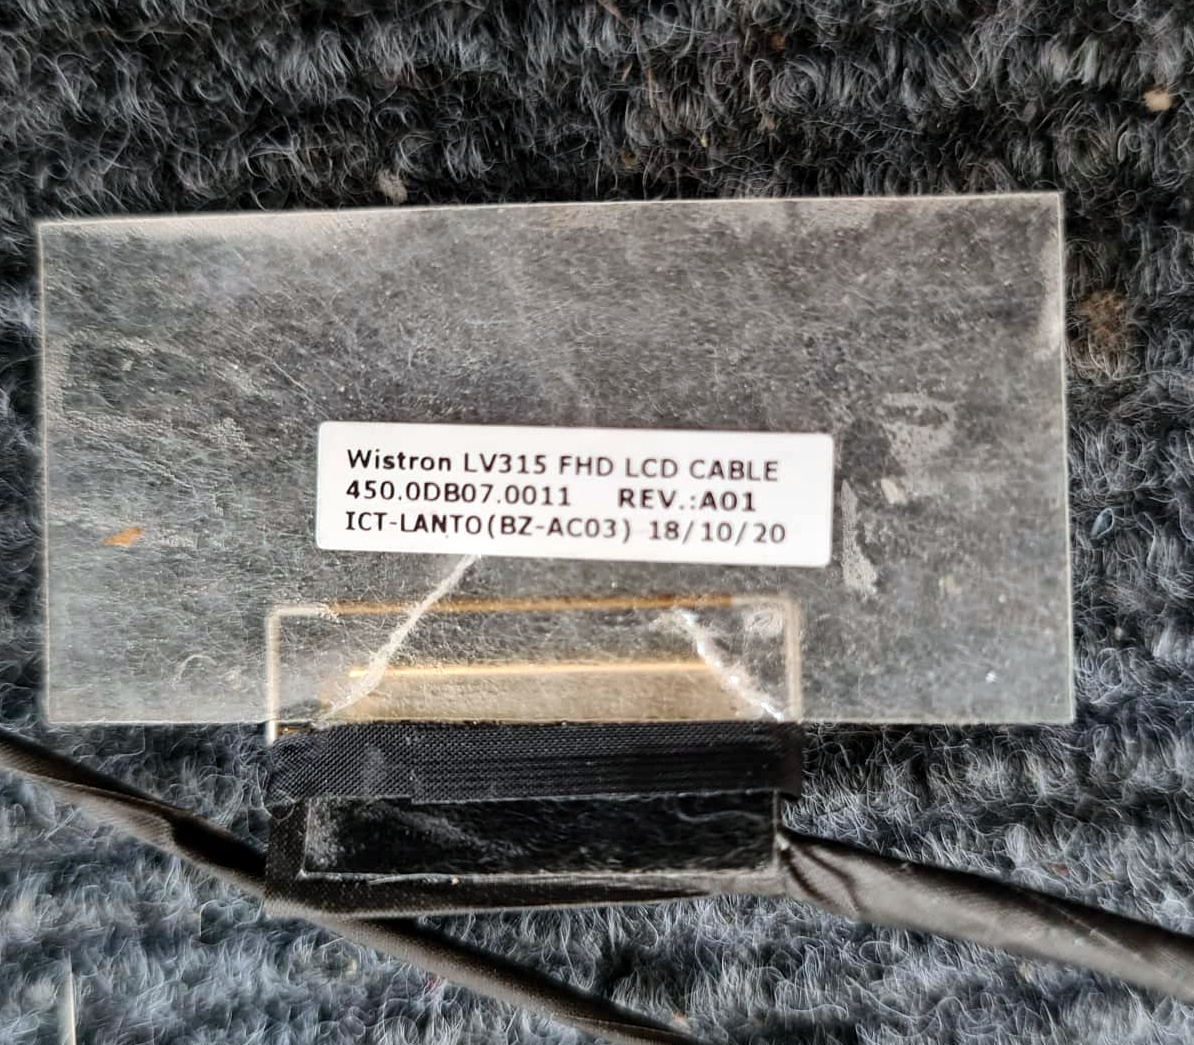 Wistron LV315 FHD LCD CABLE
450.0DB07.0011 REV.:A01
ICT-LANTO(BZ-AC03) 18/10/20